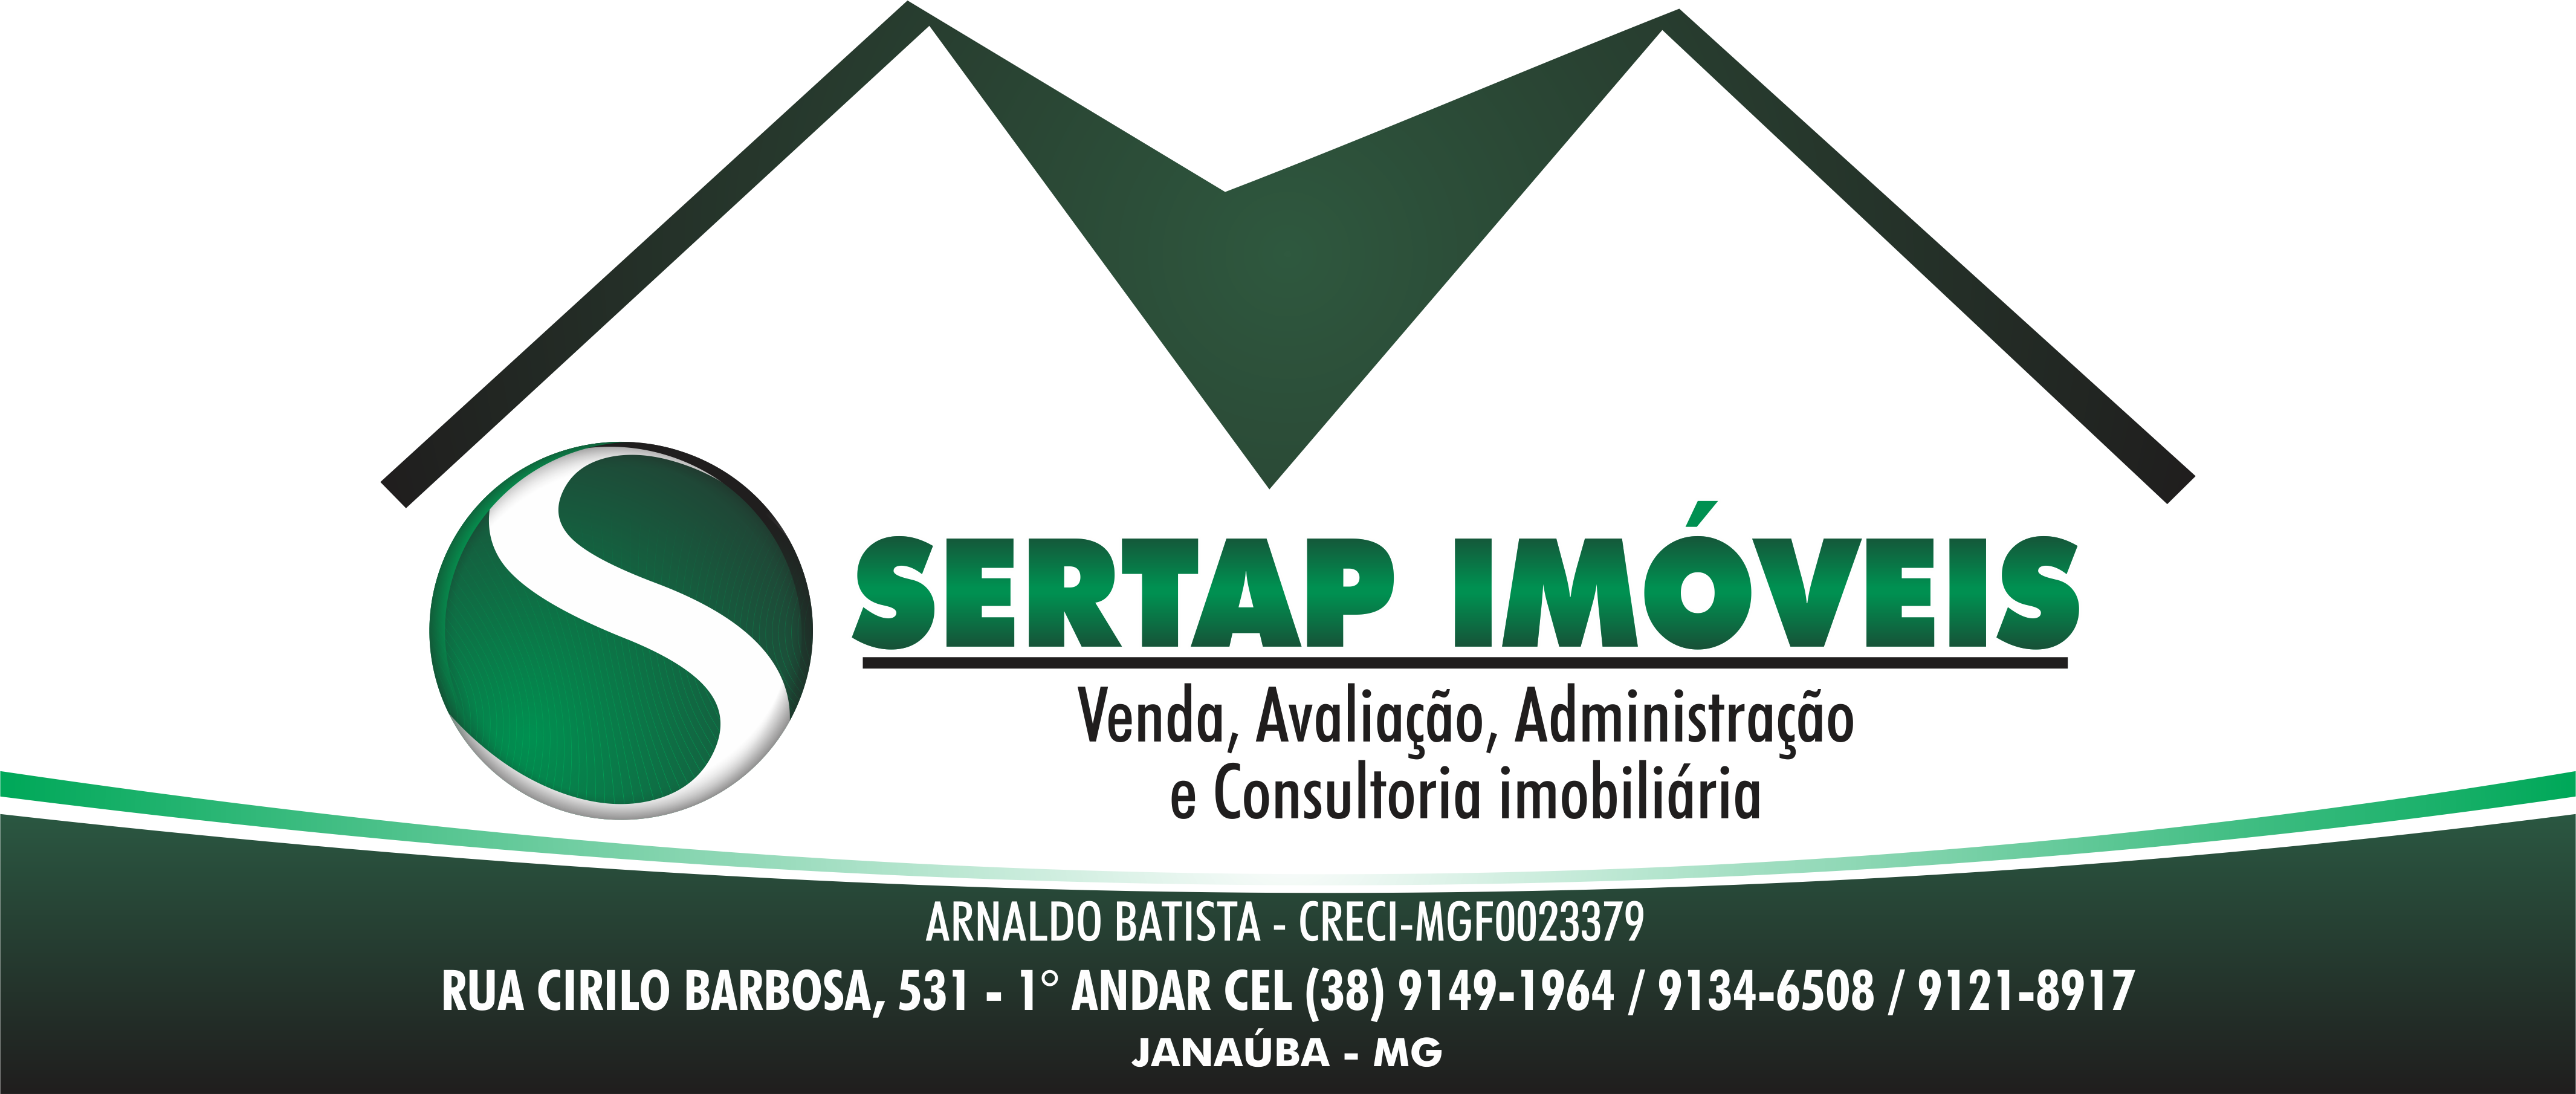 SERTAP IMÓVEIS
Venda, Avaliação, Administração
e Consultoria imobiliária
ARNALDO BATISTA - CRECI-MGF0023379
RUA CIRILO BARBOSA, 531 - 1° ANDAR CEL (38) 9149-1964 / 9134-6508 / 9121-8917
JANAÚBA - MG